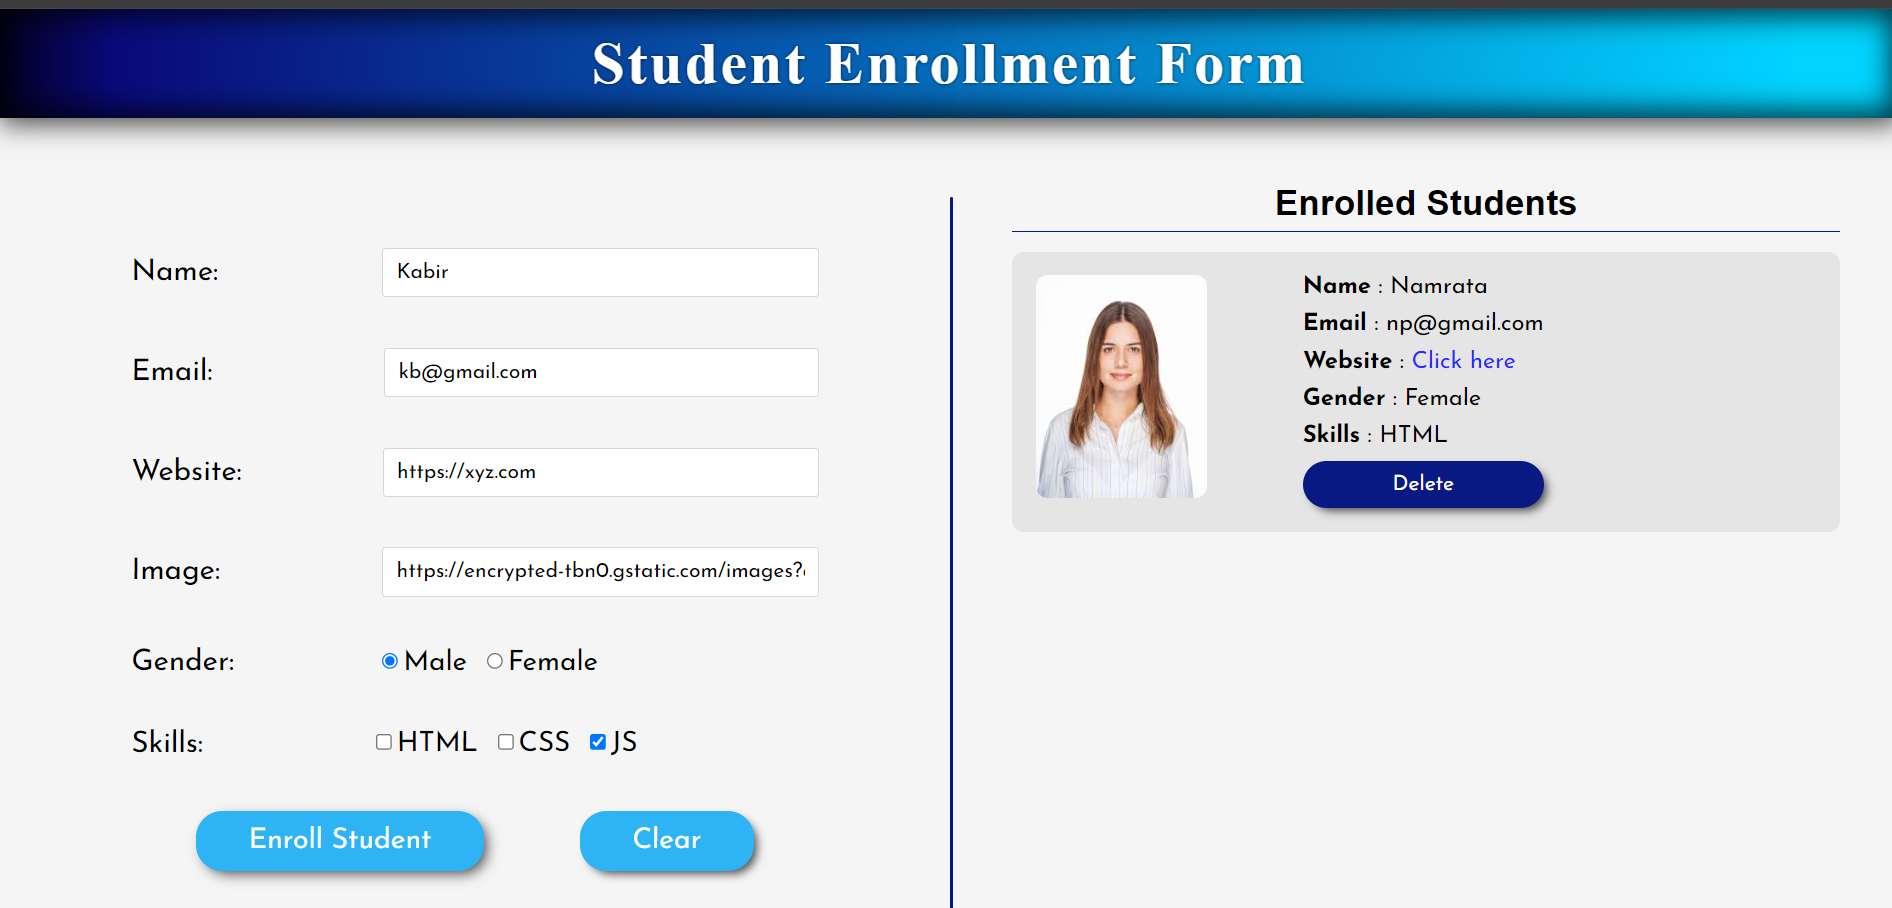 Student Enrollment Form
Name:
Kabir
Email:
kb@gmail.com
Website:
https://xyz.com
Image:
https://encrypted-tbn0.gstatic.com/images?
Gender:
Male Female
Skills:
HTML CSS JS
Enroll Student Clear
Enrolled Students
Name : Namrata
Email : np@gmail.com
Website : Click here
Gender : Female
Skills : HTML
Delete